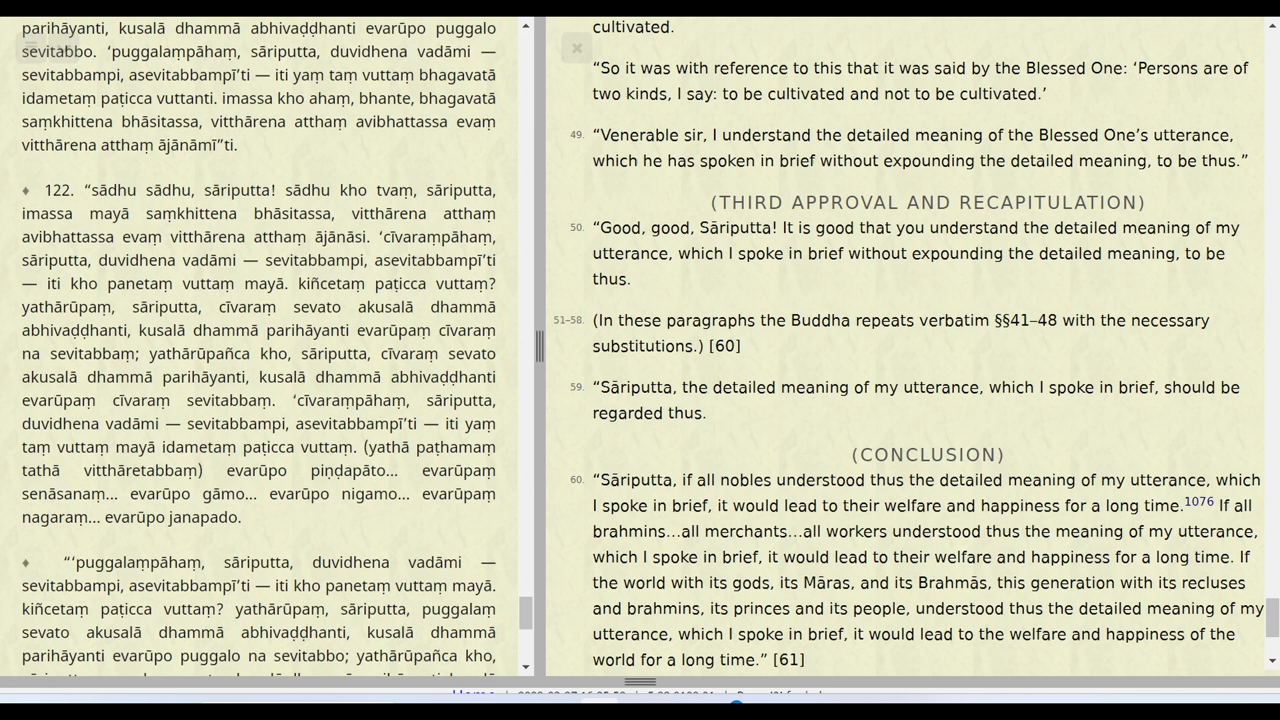 parihāyanti, kusalā dhammā abhivaḍḍhanti evarūpo puggalo
sevitabbo. ‘puggalaṃpāhaṃ, sāriputta, duvidhena vadāmi —
sevitabbampi, asevitabbampī’ti — iti yaṃ taṃ vuttaṃ bhagavatā
idametaṃ paṭicca vuttanti. imassa kho ahaṃ, bhante, bhagavatā
saṃkhittena bhāsitassa, vitthārena atthaṃ avibhattassa evaṃ
vitthārena atthaṃ ājānāmī”ti.
♦ 122. “sādhu sādhu, sāriputta! sādhu kho tvaṃ, sāriputta,
imassa mayā saṃkhittena bhāsitassa, vitthārena atthaṃ
avibhattassa evaṃ vitthārena atthaṃ ājānāsi. ‘cīvaraṃpāhaṃ,
sāriputta, duvidhena vadāmi — sevitabbampi, asevitabbampī’ti
— iti kho panetaṃ vuttaṃ mayā. kiñcetaṃ paṭicca vuttaṃ?
yathārūpaṃ, sāriputta, cīvaraṃ sevato akusalā dhammā
abhivaḍḍhanti, kusalā dhammā parihāyanti evarūpaṃ cīvaraṃ
na sevitabbaṃ; yathārūpañca kho, sāriputta, cīvaraṃ sevato
akusalā dhammā parihāyanti, kusalā dhammā abhivaḍḍhanti
evarūpaṃ cīvaraṃ sevitabbaṃ. ‘cīvaraṃpāhaṃ, sāriputta,
duvidhena vadāmi — sevitabbampi, asevitabbampī’ti — iti yaṃ
taṃ vuttaṃ mayā idametaṃ paṭicca vuttaṃ. (yathā paṭhamaṃ
tathā vitthāretabbaṃ) evarūpo piṇḍapāto... evarūpaṃ
senāsanaṃ... evarūpo gāmo... evarūpo nigamo... evarūpaṃ
nagaraṃ... evarūpo janapado.
♦ “‘puggalaṃpāhaṃ, sāriputta, duvidhena vadāmi —
sevitabbampi, asevitabbampī’ti — iti kho panetaṃ vuttaṃ mayā.
kiñcetaṃ paṭicca vuttaṃ? yathārūpaṃ, sāriputta, puggalaṃ
sevato akusalā dhammā abhivaḍḍhanti, kusalā dhammā
parihāyanti evarūpo puggalo na sevitabbo; yathārūpañca kho,
cultivated.
“So it was with reference to this that it was said by the Blessed One: ‘Persons are of
two kinds, I say: to be cultivated and not to be cultivated.’
49. “Venerable sir, I understand the detailed meaning of the Blessed One’s utterance,
which he has spoken in brief without expounding the detailed meaning, to be thus.”
(THIRD APPROVAL AND RECAPITULATION)
50. “Good, good, Sāriputta! It is good that you understand the detailed meaning of my
utterance, which I spoke in brief without expounding the detailed meaning, to be
thus.
51–58. (In these paragraphs the Buddha repeats verbatim §§41–48 with the necessary
substitutions.) [60]
59. “Sāriputta, the detailed meaning of my utterance, which I spoke in brief, should be
regarded thus.
(CONCLUSION)
60. “Sāriputta, if all nobles understood thus the detailed meaning of my utterance, which
I spoke in brief, it would lead to their welfare and happiness for a long time.1076 If all
brahmins…all merchants…all workers understood thus the meaning of my utterance,
which I spoke in brief, it would lead to their welfare and happiness for a long time. If
the world with its gods, its Māras, and its Brahmās, this generation with its recluses
and brahmins, its princes and its people, understood thus the detailed meaning of my
utterance, which I spoke in brief, it would lead to the welfare and happiness of the
world for a long time.” [61]